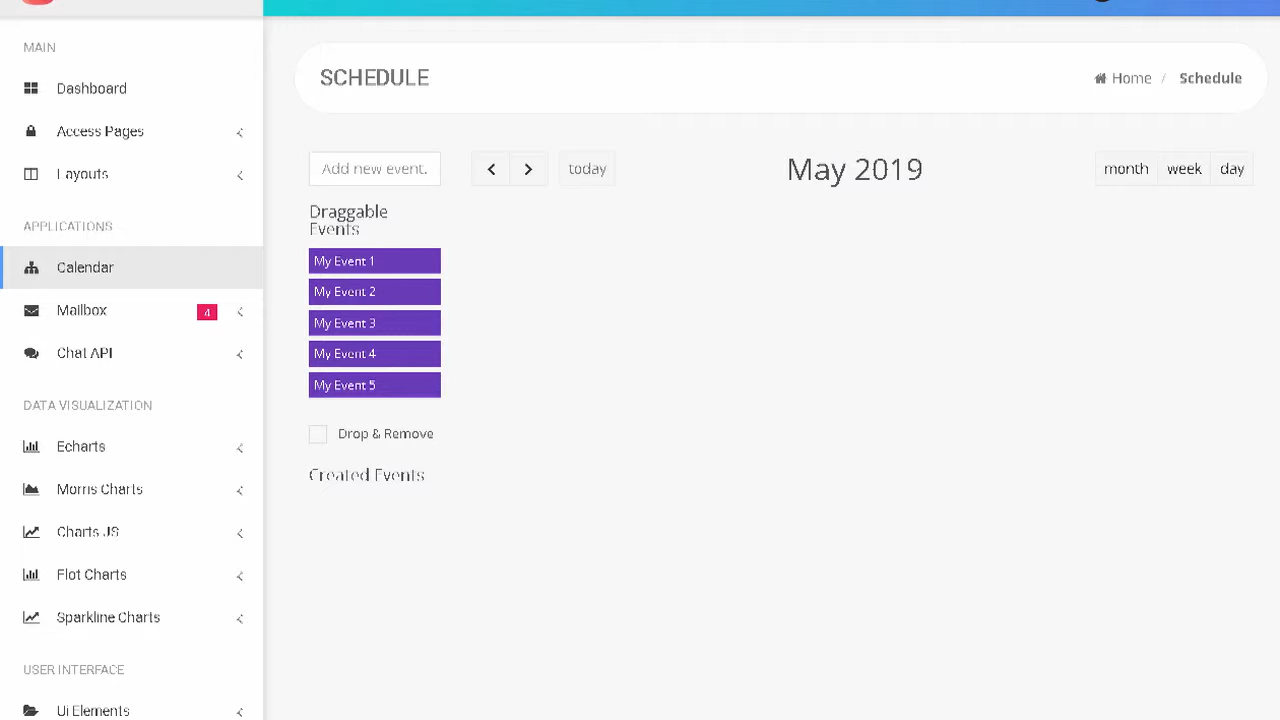 MAIN
Dashboard
Access Pages
Layouts
APPLICATIONS
Calendar
Mailbox 4
Chat API
DATA VISUALIZATION
Echarts
Morris Charts
Charts JS
Flot Charts
Sparkline Charts
USER INTERFACE
Ui Elements
SCHEDULE
Home / Schedule
Add new event.
today
May 2019
month week day
Draggable
Events
My Event 1
My Event 2
My Event 3
My Event 4
My Event 5
Drop & Remove
Created Events